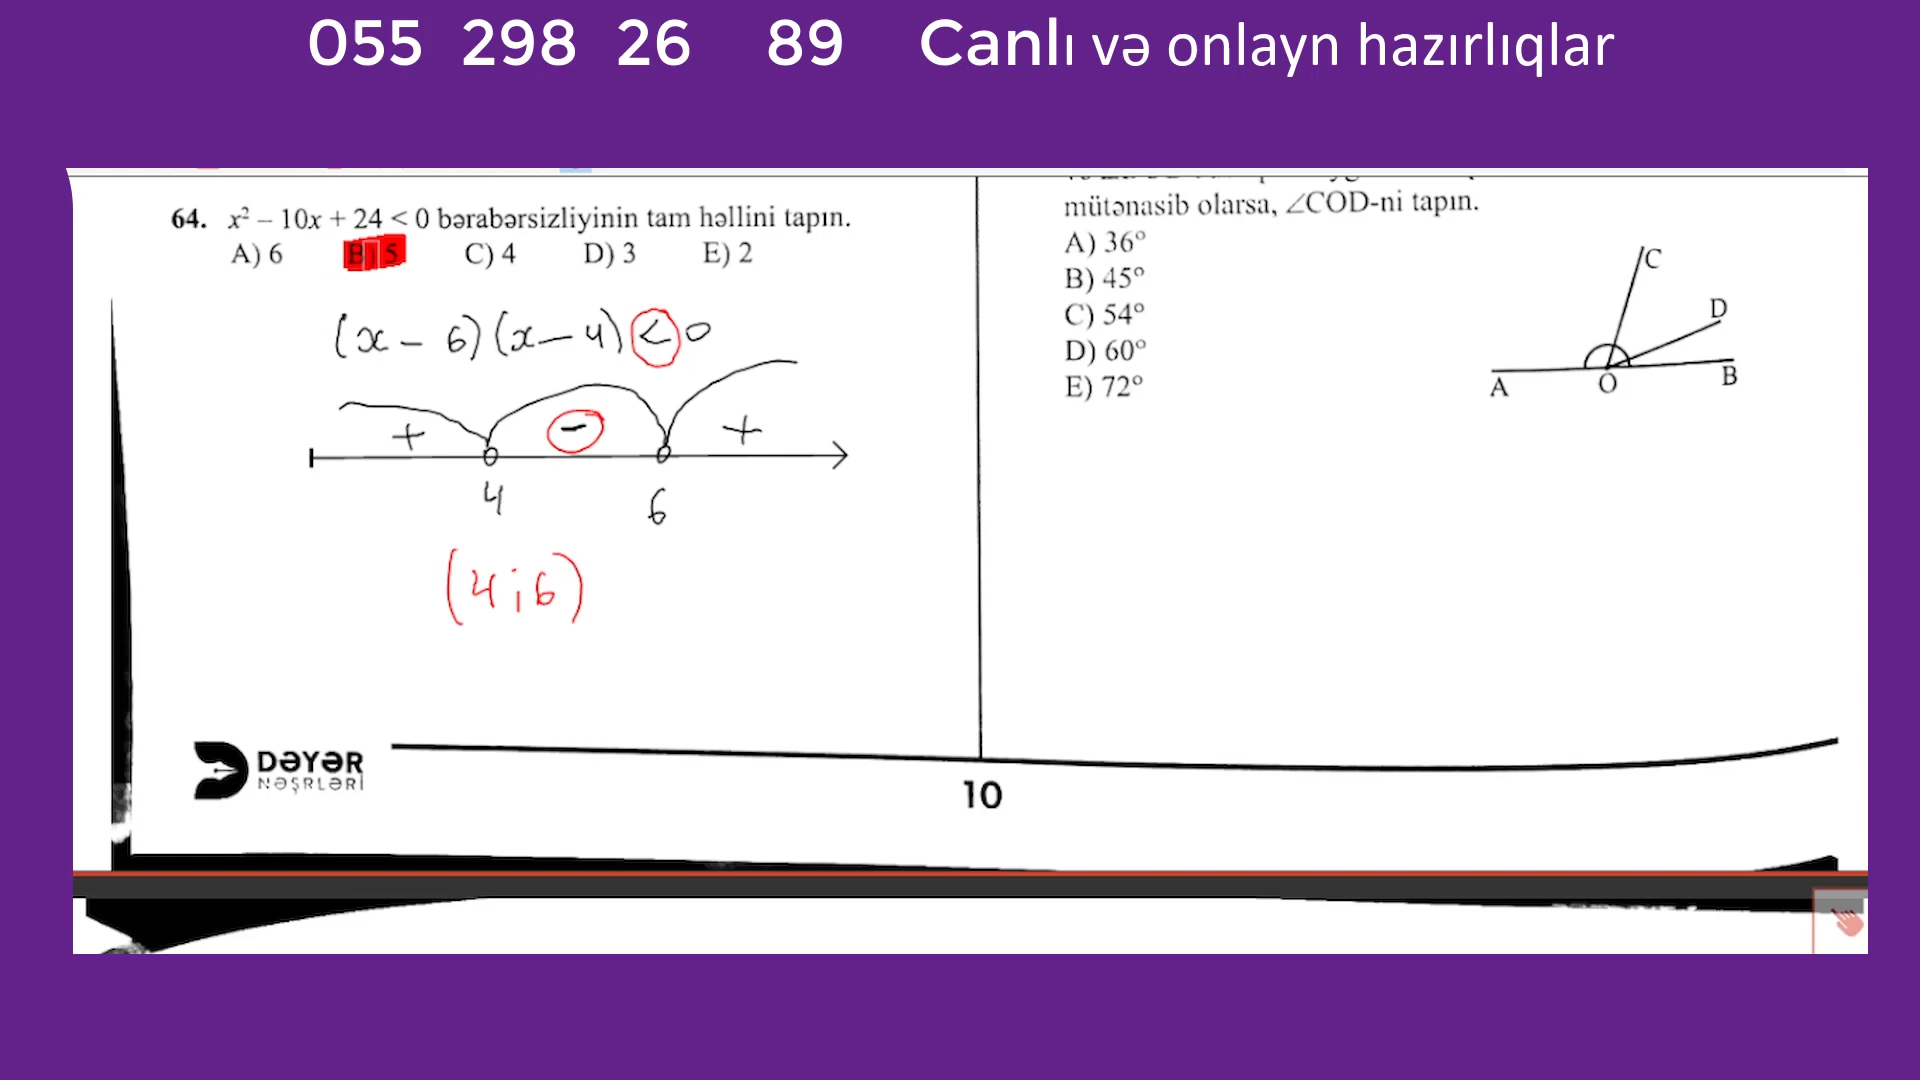 055 298 26 89 Canlı və onlayn hazırlıqlar
64. x² – 10x + 24 < 0 bərabərsizliyinin tam həllini tapın.
A) 6 B) 5 C) 4 D) 3 E) 2
(x – 6)(x – 4) < 0
+ – +
4 6
(4;6)
mütənasib olarsa, ∠COD-ni tapın.
A) 36°
B) 45°
C) 54°
D) 60°
E) 72°
C
D
A O B
DƏYƏR
NƏŞRLƏRİ
10